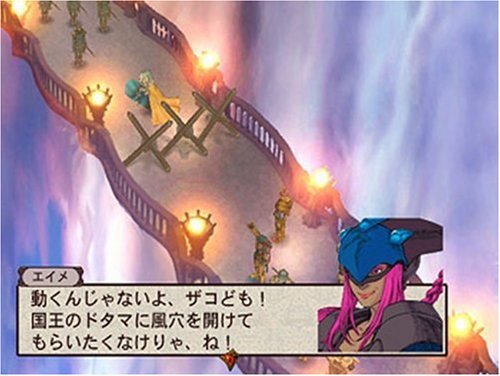 エイメ
動くんじゃないよ、ザコども！
国王のドタマに風穴を開けて
もらいたくなけりゃ、ね！